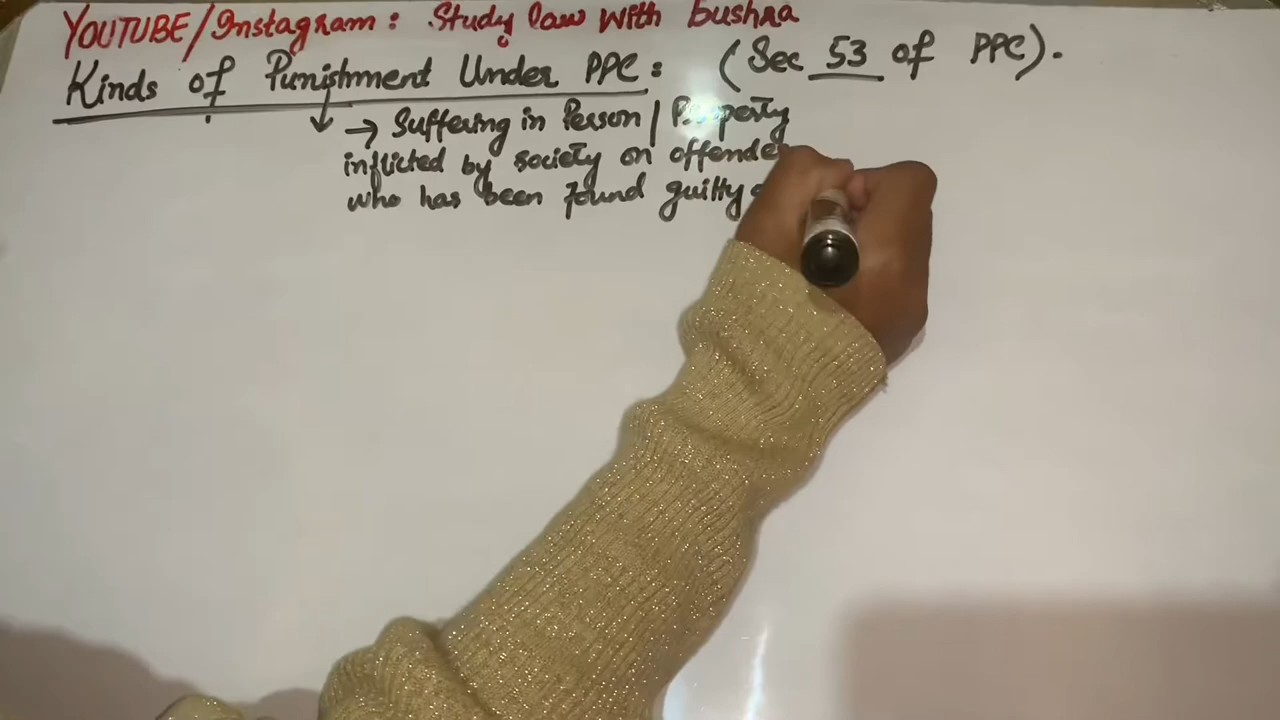 YOUTUBE/Instagram: Study law with bushra
Kinds of Punishment Under PPC: (Sec 53 of PPC).
→ Suffering in Person / Property
inflicted by society on offender
who has been found guilty